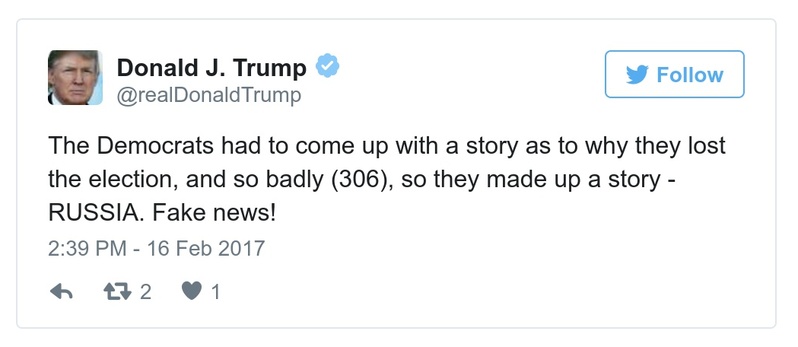 Donald J. Trump
@realDonaldTrump
Follow
The Democrats had to come up with a story as to why they lost
the election, and so badly (306), so they made up a story -
RUSSIA. Fake news!
2:39 PM - 16 Feb 2017
2 1